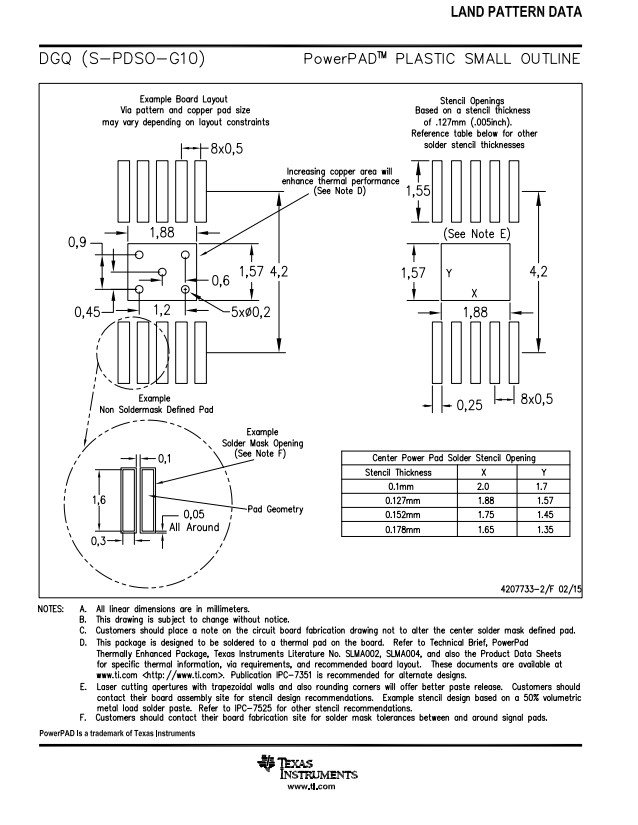 LAND PATTERN DATA
DGQ (S-PDSO-G10)
PowerPAD™ PLASTIC SMALL OUTLINE
Example Board Layout
Via pattern and copper pad size
may vary depending on layout constraints
8x0,5
Increasing copper area will
enhance thermal performance
(See Note D)
1,88
0,9
1,57
4,2
0,6
0,45
1,2
5xø0,2
Example
Non Soldermask Defined Pad
Example
Solder Mask Opening
(See Note F)
0,1
1,6
Pad Geometry
0,05
All Around
0,3
Stencil Openings
Based on a stencil thickness
of .127mm (.005inch).
Reference table below for other
solder stencil thicknesses
1,55
(See Note E)
1,57
Y
4,2
X
1,88
8x0,5
0,25
Center Power Pad Solder Stencil Opening
Stencil Thickness X Y
0.1mm 2.0 1.7
0.127mm 1.88 1.57
0.152mm 1.75 1.45
0.178mm 1.65 1.35
4207733-2/F 02/15
NOTES: A. All linear dimensions are in millimeters.
B. This drawing is subject to change without notice.
C. Customers should place a note on the circuit board fabrication drawing not to alter the center solder mask defined pad.
D. This package is designed to be soldered to a thermal pad on the board. Refer to Technical Brief, PowerPad
Thermally Enhanced Package, Texas Instruments Literature No. SLMA002, SLMA004, and also the Product Data Sheets
for specific thermal information, via requirements, and recommended board layout. These documents are available at
www.ti.com <http://www.ti.com>. Publication IPC-7351 is recommended for alternate designs.
E. Laser cutting apertures with trapezoidal walls and also rounding corners will offer better paste release. Customers should
contact their board assembly site for stencil design recommendations. Example stencil design based on a 50% volumetric
metal load solder paste. Refer to IPC-7525 for other stencil recommendations.
F. Customers should contact their board fabrication site for solder mask tolerances between and around signal pads.
PowerPAD Is a trademark of Texas Instruments
TEXAS
INSTRUMENTS
www.ti.com